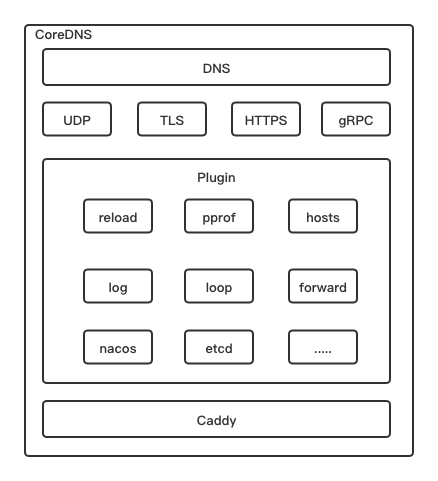 CoreDNS
DNS
UDP TLS HTTPS gRPC
Plugin
reload pprof hosts
log loop forward
nacos etcd .....
Caddy